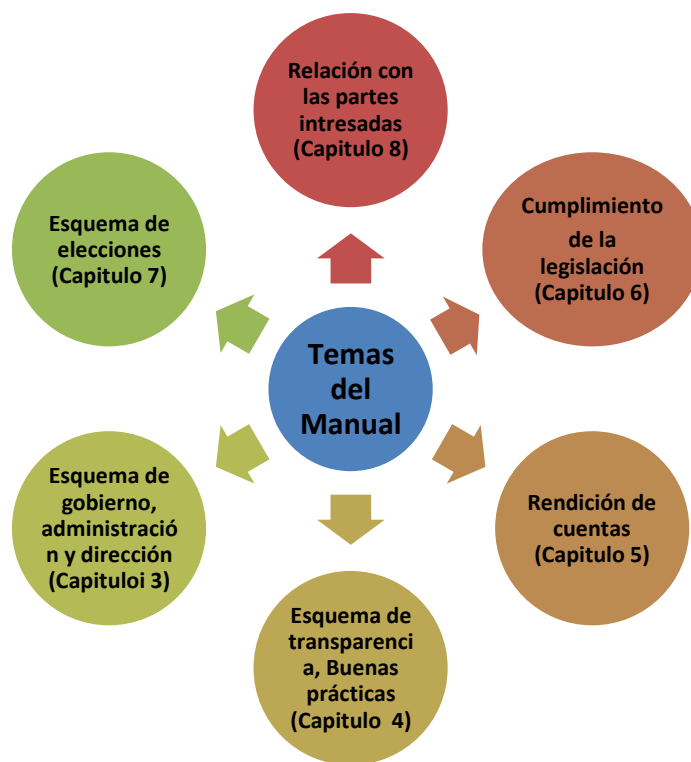 Relación con
las partes
intresadas
(Capitulo 8)
Cumplimiento
de la
legislación
(Capitulo 6)
Rendición de
cuentas
(Capitulo 5)
Esquema de
transparenci
a, Buenas
prácticas
(Capitulo 4)
Esquema de
gobierno,
administració
n y dirección
(Capituloi 3)
Esquema de
elecciones
(Capitulo 7)
Temas
del
Manual